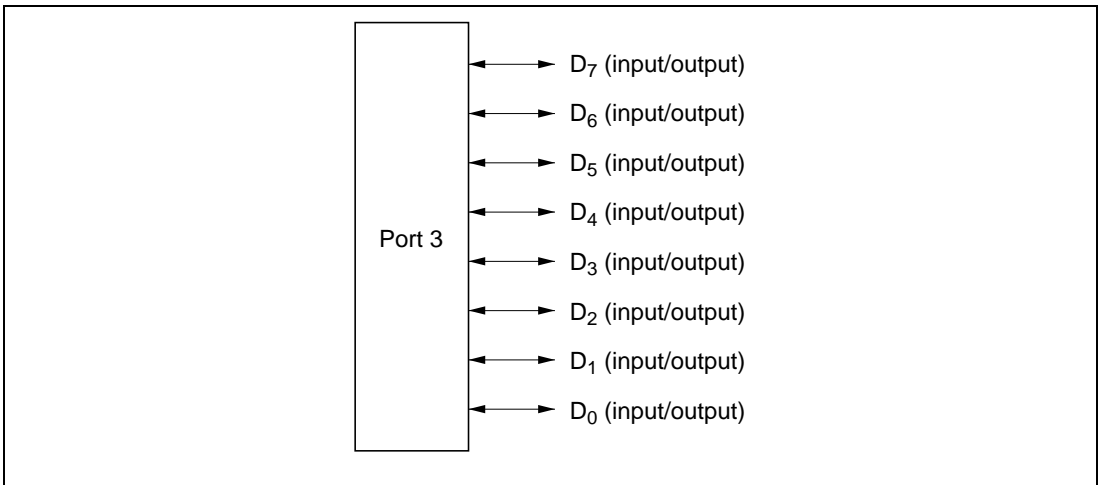 D₇ (input/output)
D₆ (input/output)
D₅ (input/output)
D₄ (input/output)
Port 3
D₃ (input/output)
D₂ (input/output)
D₁ (input/output)
D₀ (input/output)